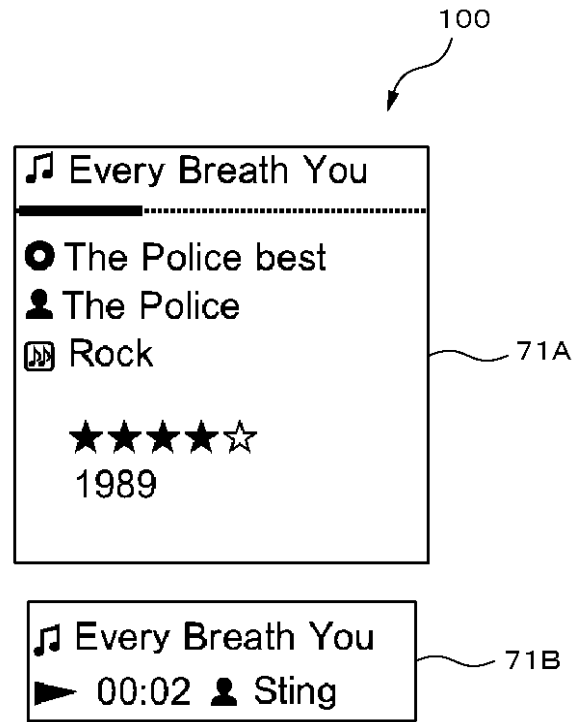 100
Every Breath You
The Police best
The Police
Rock
71A
1989
Every Breath You
71B
00:02 Sting